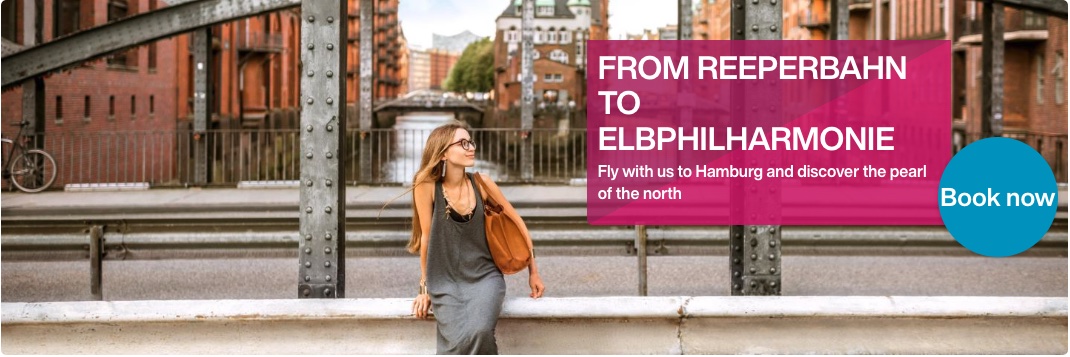 FROM REEPERBAHN
TO
ELBPHILHARMONIE
Fly with us to Hamburg and discover the pearl
of the north
Book now